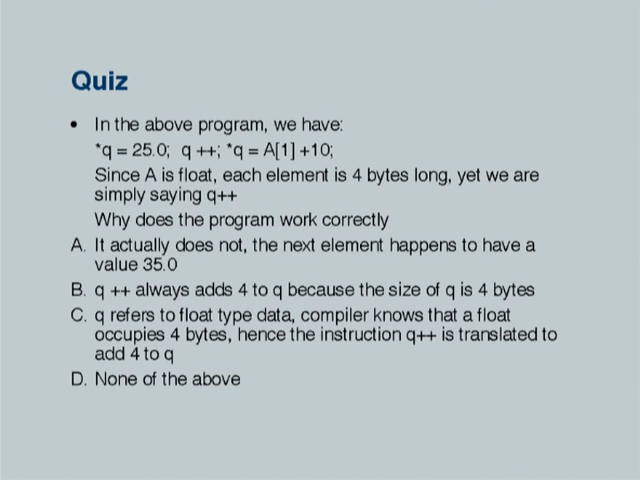 Quiz
• In the above program, we have:
*q = 25.0; q ++; *q = A[1] +10;
Since A is float, each element is 4 bytes long, yet we are
simply saying q++
Why does the program work correctly
A. It actually does not, the next element happens to have a
value 35.0
B. q ++ always adds 4 to q because the size of q is 4 bytes
C. q refers to float type data, compiler knows that a float
occupies 4 bytes, hence the instruction q++ is translated to
add 4 to q
D. None of the above